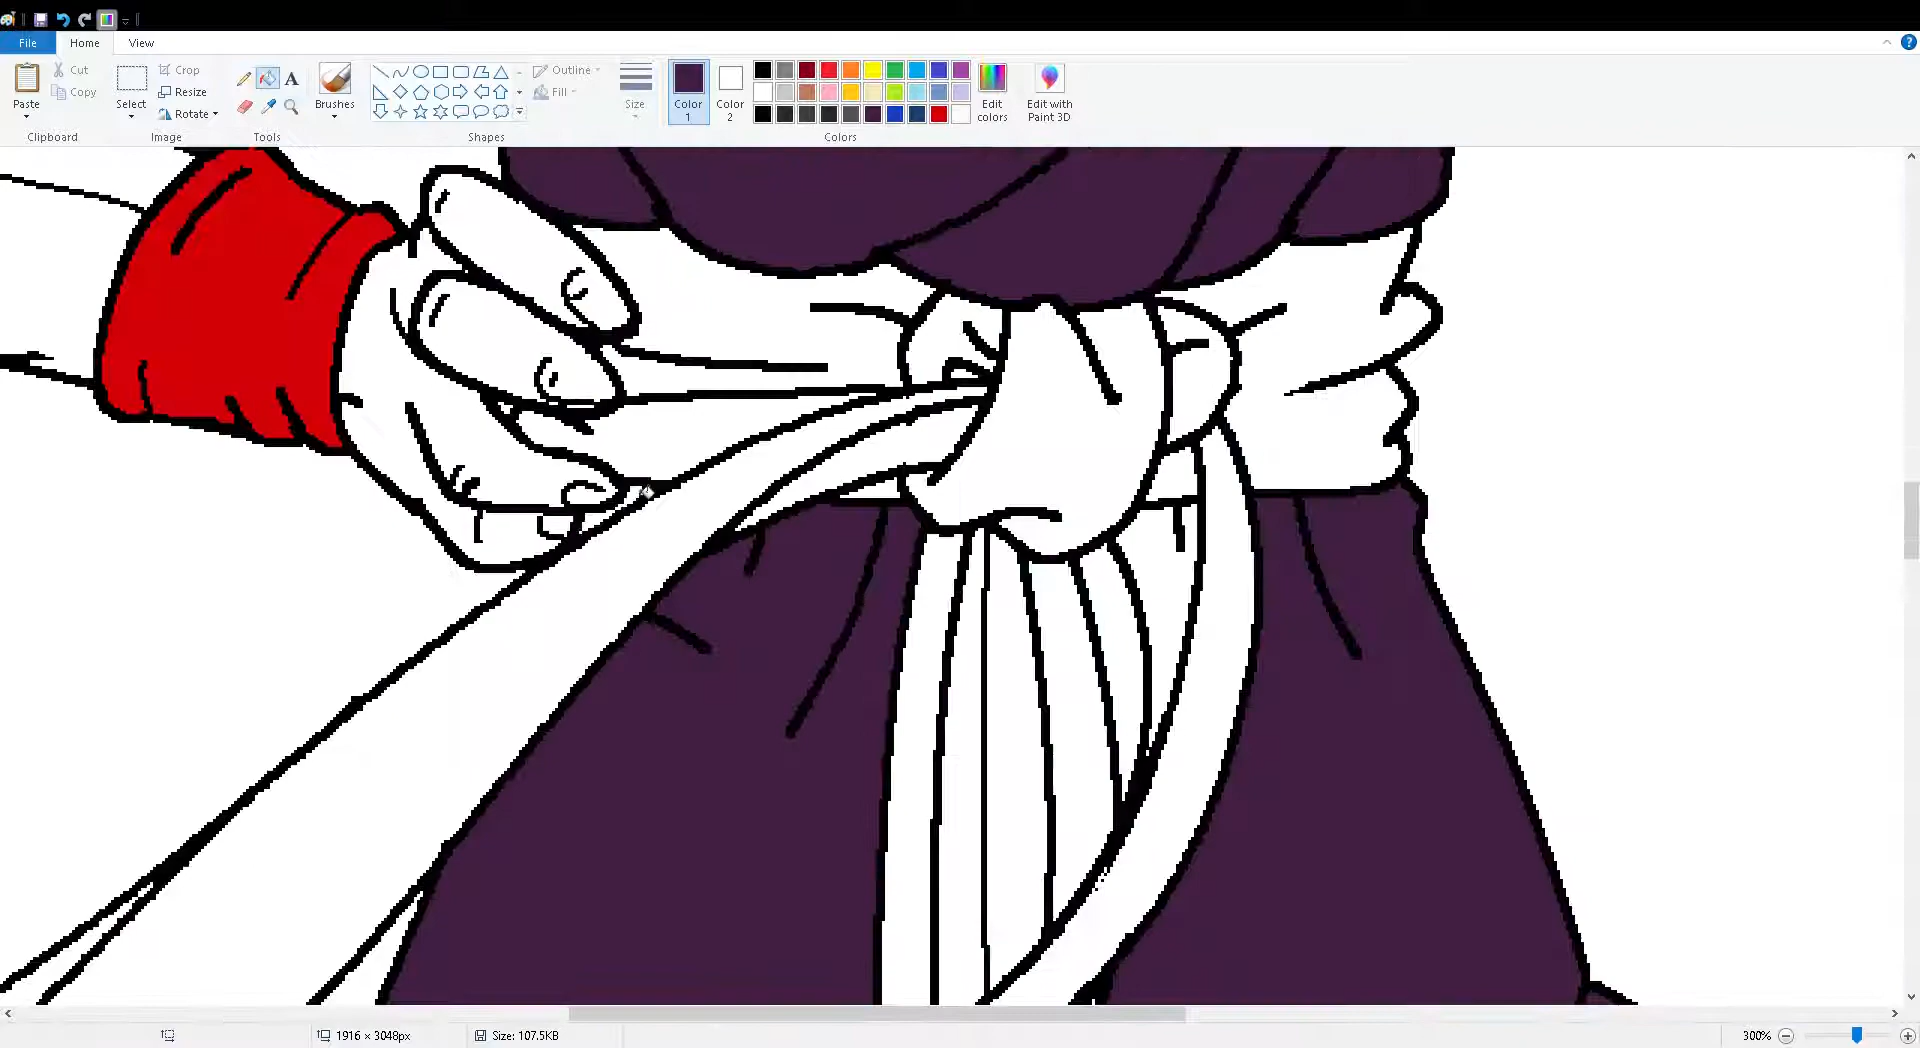 File Home View
Paste
Cut
Copy
Clipboard
Select
Crop
Resize
Rotate
Image
A
Tools
Brushes
Outline
Fill
Shapes
Size
Color 1
Color 2
Colors
Edit colors
Edit with Paint 3D
1916 × 3048px
Size: 107.5KB
300%